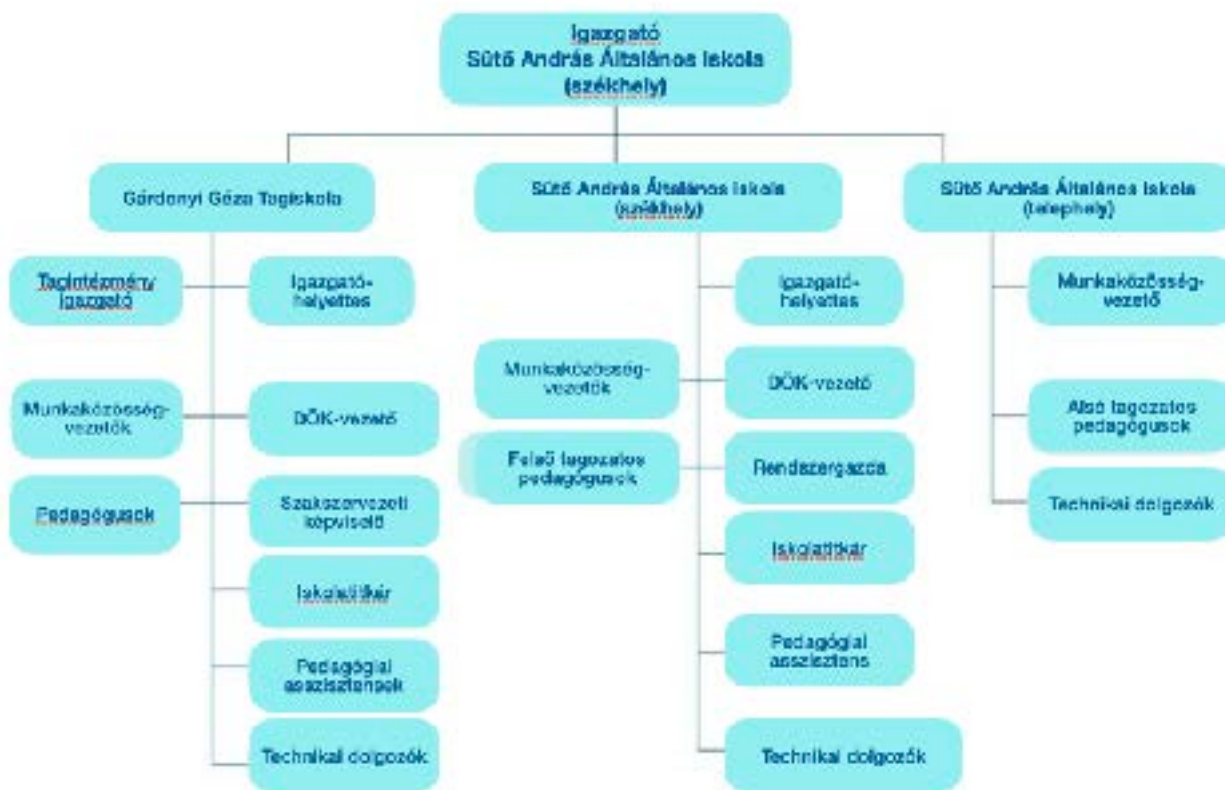 Igazgató
Sütő András Általános Iskola
(székhely)
Gárdonyi Géza Tagiskola
Sütő András Általános Iskola
(székhely)
Sütő András Általános Iskola
(telephely)
Tagintézmény
igazgató
Igazgató-
helyettes
Munkaközösség-
vezetők
DÖK-vezető
Pedagógusok
Szakszervezeti
képviselő
Iskolatitkár
Pedagógiai
asszisztensek
Technikai dolgozók
Igazgató-
helyettes
Munkaközösség-
vezetők
DÖK-vezető
Felső tagozatos
pedagógusok
Rendszergazda
Iskolatitkár
Pedagógiai
asszisztens
Technikai dolgozók
Munkaközösség-
vezető
Alsó tagozatos
pedagógusok
Technikai dolgozók